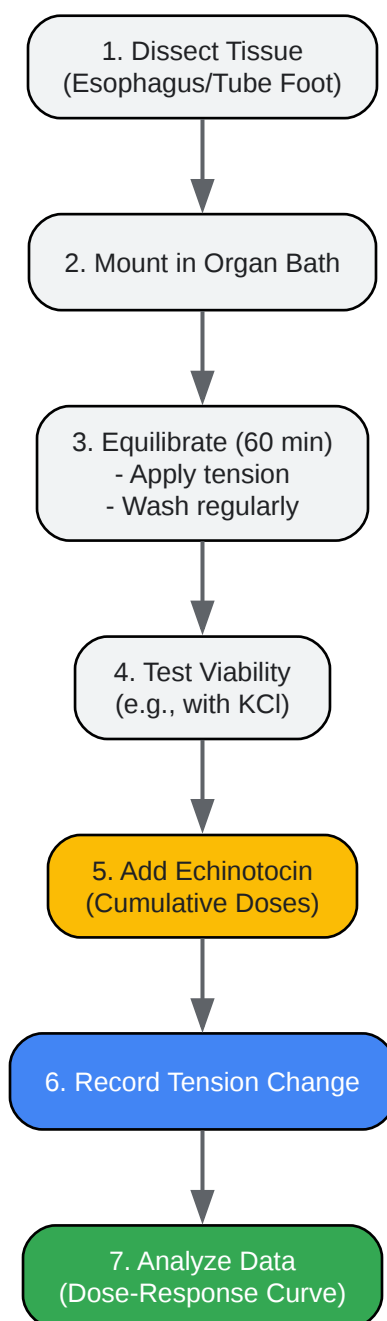 1. Dissect Tissue
(Esophagus/Tube Foot)
2. Mount in Organ Bath
3. Equilibrate (60 min)
- Apply tension
- Wash regularly
4. Test Viability
(e.g., with KCl)
5. Add Echinotocin
(Cumulative Doses)
6. Record Tension Change
7. Analyze Data
(Dose-Response Curve)